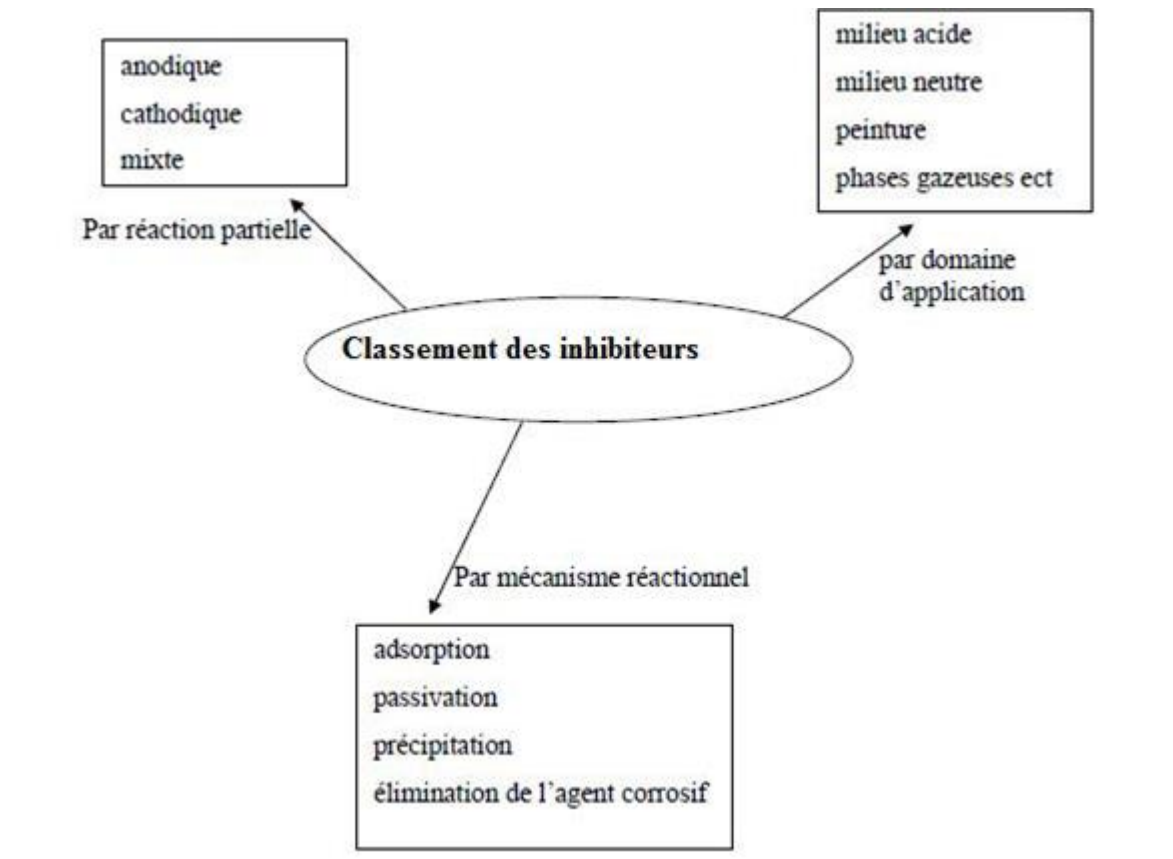 anodique
cathodique
mixte
Par réaction partielle
milieu acide
milieu neutre
peinture
phases gazeuses ect
par domaine
d’application
Classement des inhibiteurs
Par mécanisme réactionnel
adsorption
passivation
précipitation
élimination de l’agent corrosif